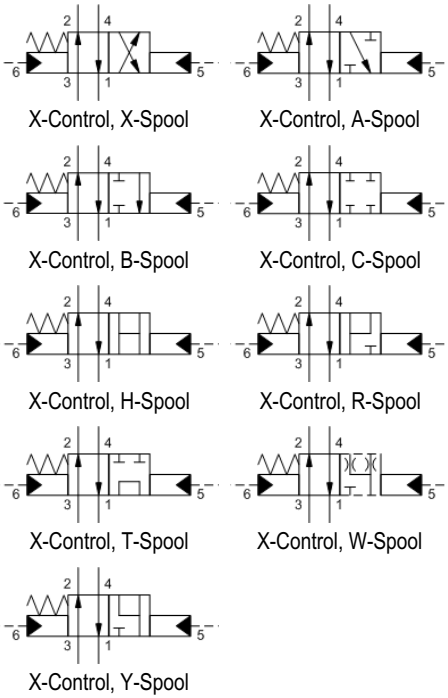 2 4 2 4
6 3 1 5 6 3 1 5
X-Control, X-Spool X-Control, A-Spool
2 4 2 4
6 3 1 5 6 3 1 5
X-Control, B-Spool X-Control, C-Spool
2 4 2 4
6 3 1 5 6 3 1 5
X-Control, H-Spool X-Control, R-Spool
2 4 2 4
6 3 1 5 6 3 1 5
X-Control, T-Spool X-Control, W-Spool
2 4
6 3 1 5
X-Control, Y-Spool